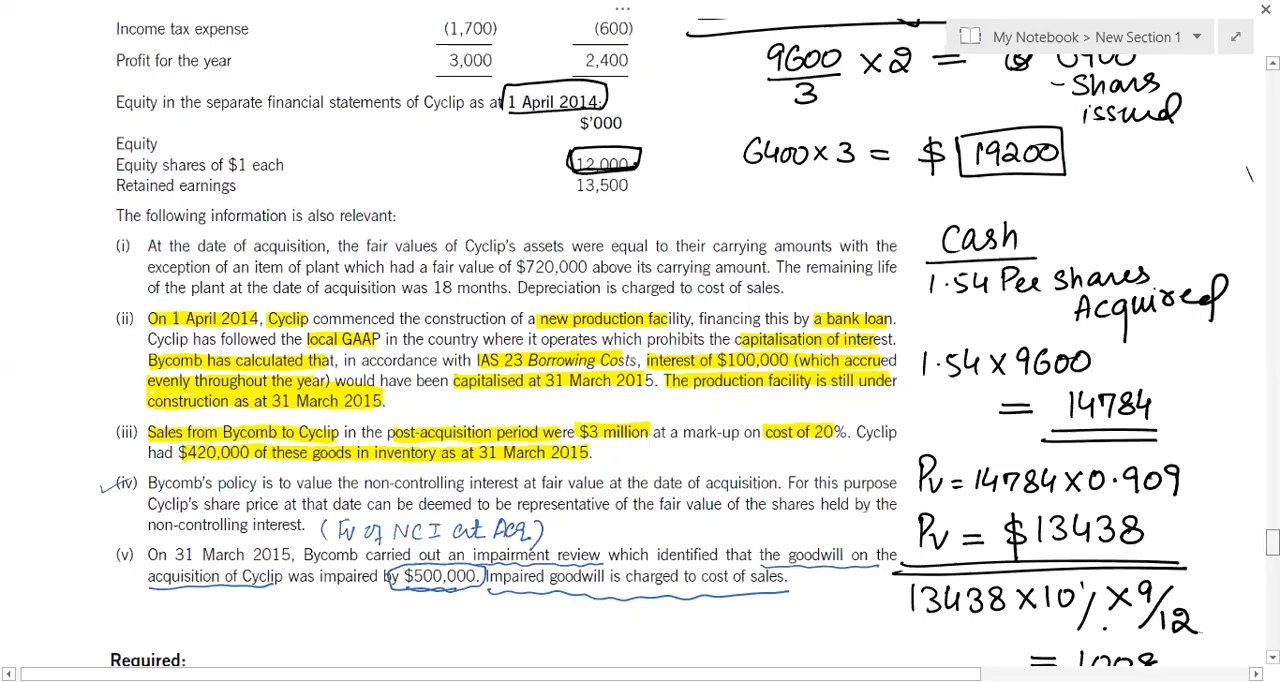 My Notebook > New Section 1
Income tax expense (1,700) (600)
Profit for the year 3,000 2,400
Equity in the separate financial statements of Cyclip as at 1 April 2014:
$'000
Equity
Equity shares of $1 each 12,000
Retained earnings 13,500
The following information is also relevant:
(i) At the date of acquisition, the fair values of Cyclip's assets were equal to their carrying amounts with the
exception of an item of plant which had a fair value of $720,000 above its carrying amount. The remaining life
of the plant at the date of acquisition was 18 months. Depreciation is charged to cost of sales.
(ii) On 1 April 2014, Cyclip commenced the construction of a new production facility, financing this by a bank loan.
Cyclip has followed the local GAAP in the country where it operates which prohibits the capitalisation of interest.
Bycomb has calculated that, in accordance with IAS 23 Borrowing Costs, interest of $100,000 (which accrued
evenly throughout the year) would have been capitalised at 31 March 2015. The production facility is still under
construction as at 31 March 2015.
(iii) Sales from Bycomb to Cyclip in the post-acquisition period were $3 million at a mark-up on cost of 20%. Cyclip
had $420,000 of these goods in inventory as at 31 March 2015.
(iv) Bycomb's policy is to value the non-controlling interest at fair value at the date of acquisition. For this purpose
Cyclip's share price at that date can be deemed to be representative of the fair value of the shares held by the
non-controlling interest. (Fv of NCI at Acq)
(v) On 31 March 2015, Bycomb carried out an impairment review which identified that the goodwill on the
acquisition of Cyclip was impaired by $500,000. Impaired goodwill is charged to cost of sales.
Required:
9600/3 × 2 =
- Shares
issued
6400 × 3 = $ 19200
Cash
1.54 Per shares
Acquired
1.54 × 9600
= 14784
Pv = 14784 × 0.909
Pv = $13438
13438 × 10% × 9/12
= 1008